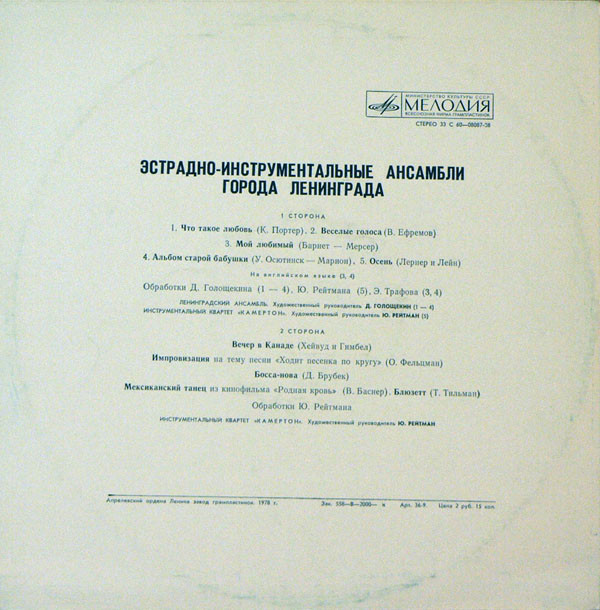 МИНИСТЕРСТВО КУЛЬТУРЫ СССР
МЕЛОДИЯ
ВСЕСОЮЗНАЯ ФИРМА ГРАМПЛАСТИНОК
СТЕРЕО 33 С 60—08087-38
ЭСТРАДНО-ИНСТРУМЕНТАЛЬНЫЕ АНСАМБЛИ
ГОРОДА ЛЕНИНГРАДА
1 СТОРОНА
1. Что такое любовь (К. Портер). 2. Веселые голоса (В. Ефремов)
3. Мой любимый (Барнет — Мерсер)
4. Альбом старой бабушки (У. Осютинск — Марион), 5. Осень (Лернер и Лейн)
На английском языке (3, 4)
Обработки Д. Голощекина (1 — 4), Ю. Рейтмана (5), Э. Трафова (3, 4)
ЛЕНИНГРАДСКИЙ АНСАМБЛЬ. Художественный руководитель Д. ГОЛОЩЕКИН (1 — 4)
ИНСТРУМЕНТАЛЬНЫЙ КВАРТЕТ «КАМЕРТОН». Художественный руководитель Ю. РЕЙТМАН (5)
2 СТОРОНА
Вечер в Канаде (Хейвуд и Гимбел)
Импровизация на тему песни «Ходит песенка по кругу» (О. Фельцман)
Босса-нова (Д. Брубек)
Мексиканский танец из кинофильма «Родная кровь» (В. Баснер). Блюзетт (Т. Тильман)
Обработки Ю. Рейтмана
ИНСТРУМЕНТАЛЬНЫЙ КВАРТЕТ «КАМЕРТОН». Художественный руководитель Ю. РЕЙТМАН
Апрелевский ордена Ленина завод грампластинок. 1978 г. Зак. 558—В—2000— к Арт. 36-9. Цена 2 руб. 15 коп.